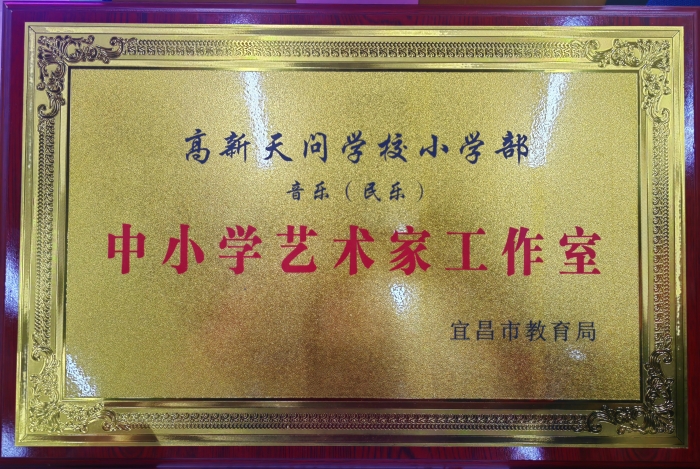 高新天问学校小学部
音乐（民乐）
中小学艺术家工作室
宜昌市教育局